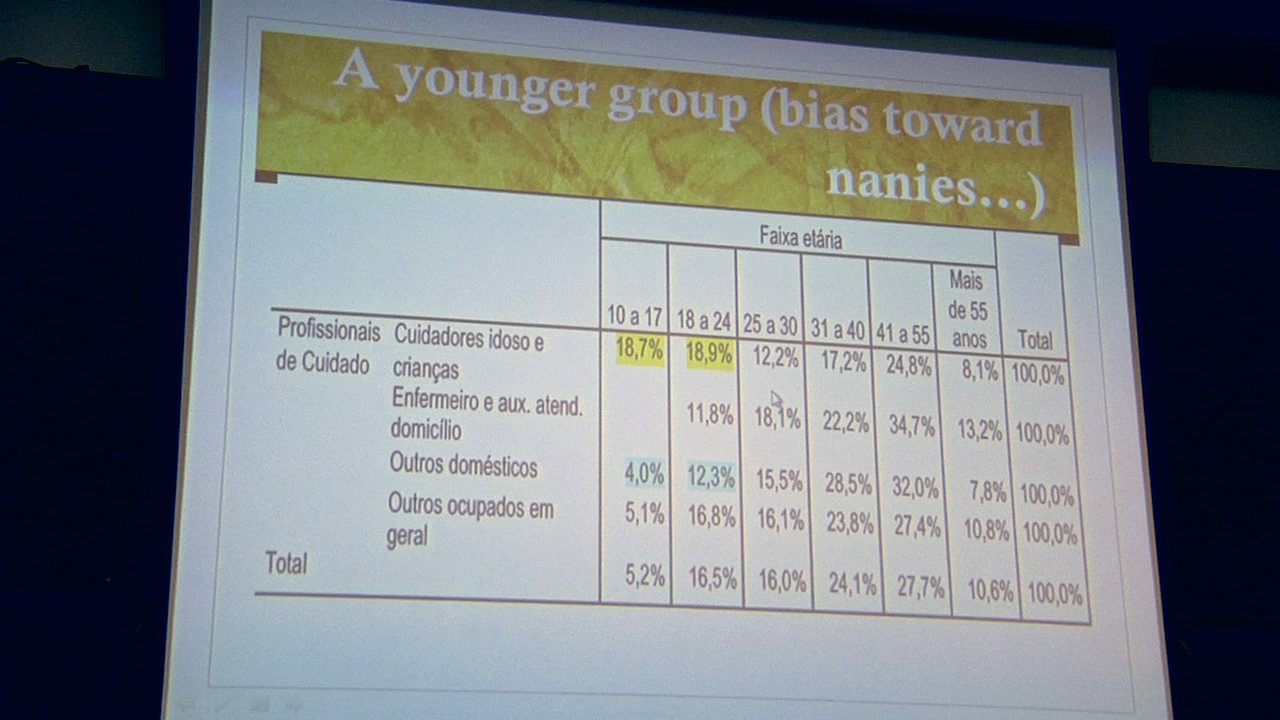 A younger group (bias toward
nanies...)
Faixa etária
10 a 17 18 a 24 25 a 30 31 a 40 41 a 55 Mais de 55 anos Total
Profissionais de Cuidado Cuidadores idoso e crianças 18,7% 18,9% 12,2% 17,2% 24,8% 8,1% 100,0%
Enfermeiro e aux. atend. domicílio 11,8% 18,1% 22,2% 34,7% 13,2% 100,0%
Outros domésticos 4,0% 12,3% 15,5% 28,5% 32,0% 7,8% 100,0%
Outros ocupados em geral 5,1% 16,8% 16,1% 23,8% 27,4% 10,8% 100,0%
Total 5,2% 16,5% 16,0% 24,1% 27,7% 10,6% 100,0%